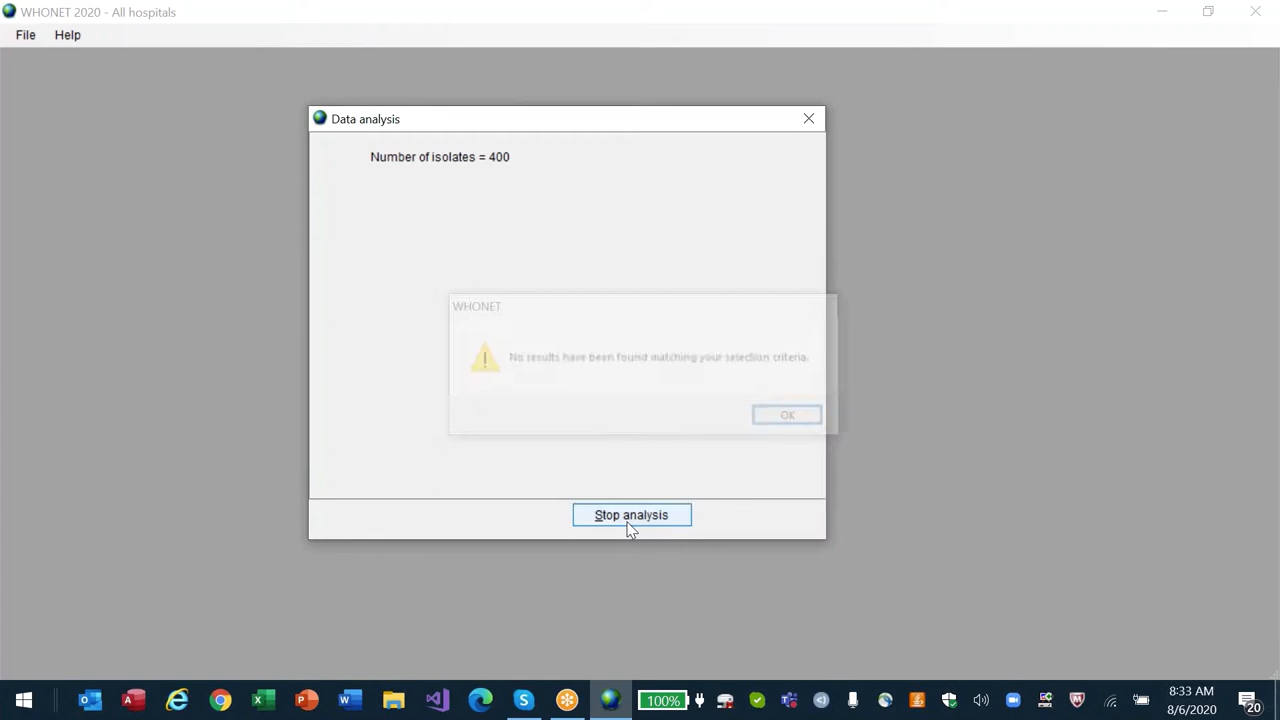 WHONET 2020 - All hospitals
File Help
Data analysis
Number of isolates = 400
WHONET
No results have been found matching your selection criteria.
OK
Stop analysis
100%
8:33 AM
8/6/2020
20